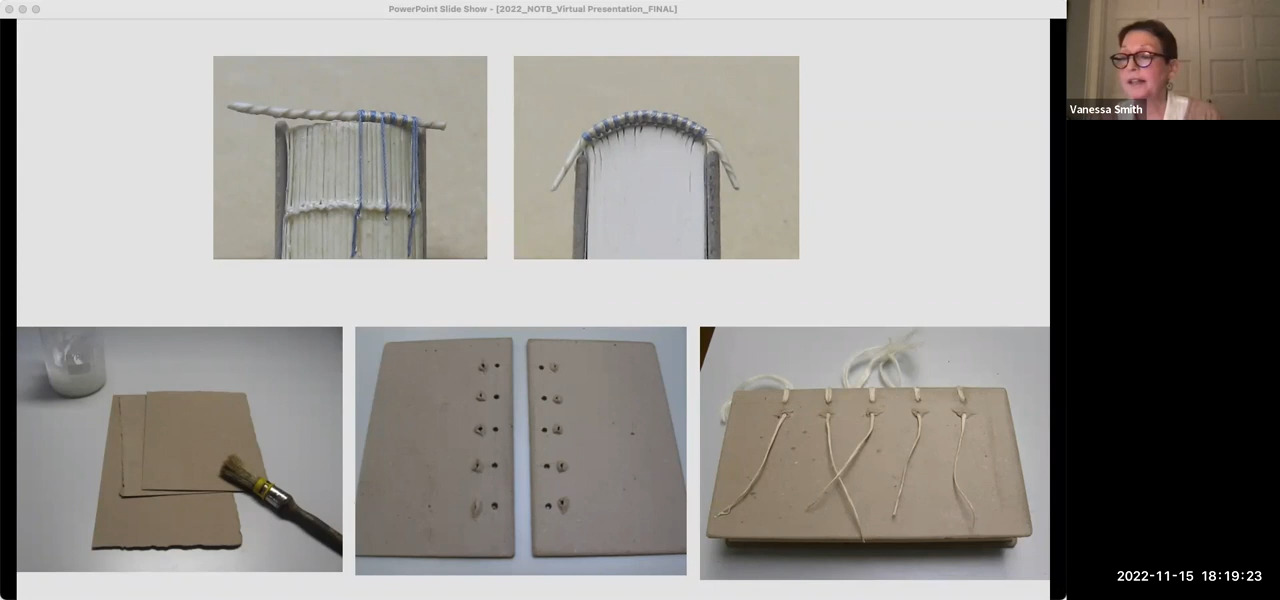 PowerPoint Slide Show - [2022_NOTB_Virtual Presentation_FINAL]
Vanessa Smith
2022-11-15 18:19:23